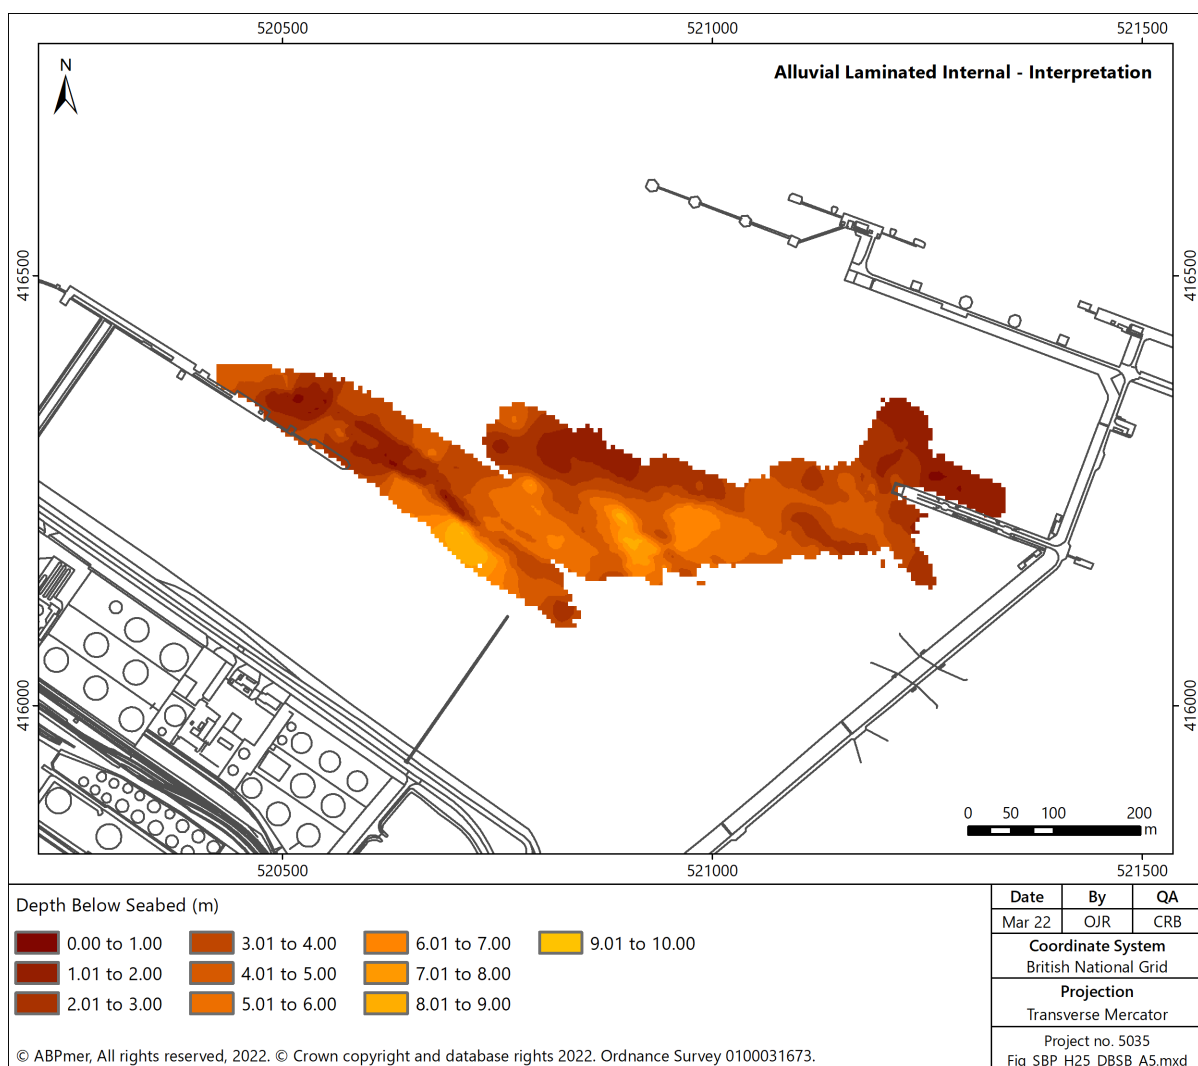 520500 521000 521500
N
Alluvial Laminated Internal - Interpretation
416500 416500
416000 416000
0 50 100 200
m
520500 521000 521500
Depth Below Seabed (m)
0.00 to 1.00 3.01 to 4.00 6.01 to 7.00 9.01 to 10.00
1.01 to 2.00 4.01 to 5.00 7.01 to 8.00
2.01 to 3.00 5.01 to 6.00 8.01 to 9.00
© ABPmer, All rights reserved, 2022. © Crown copyright and database rights 2022. Ordnance Survey 0100031673.
Date By QA
Mar 22 OJR CRB
Coordinate System
British National Grid
Projection
Transverse Mercator
Project no. 5035
Fig_SBP_H25_DBSB_A5.mxd